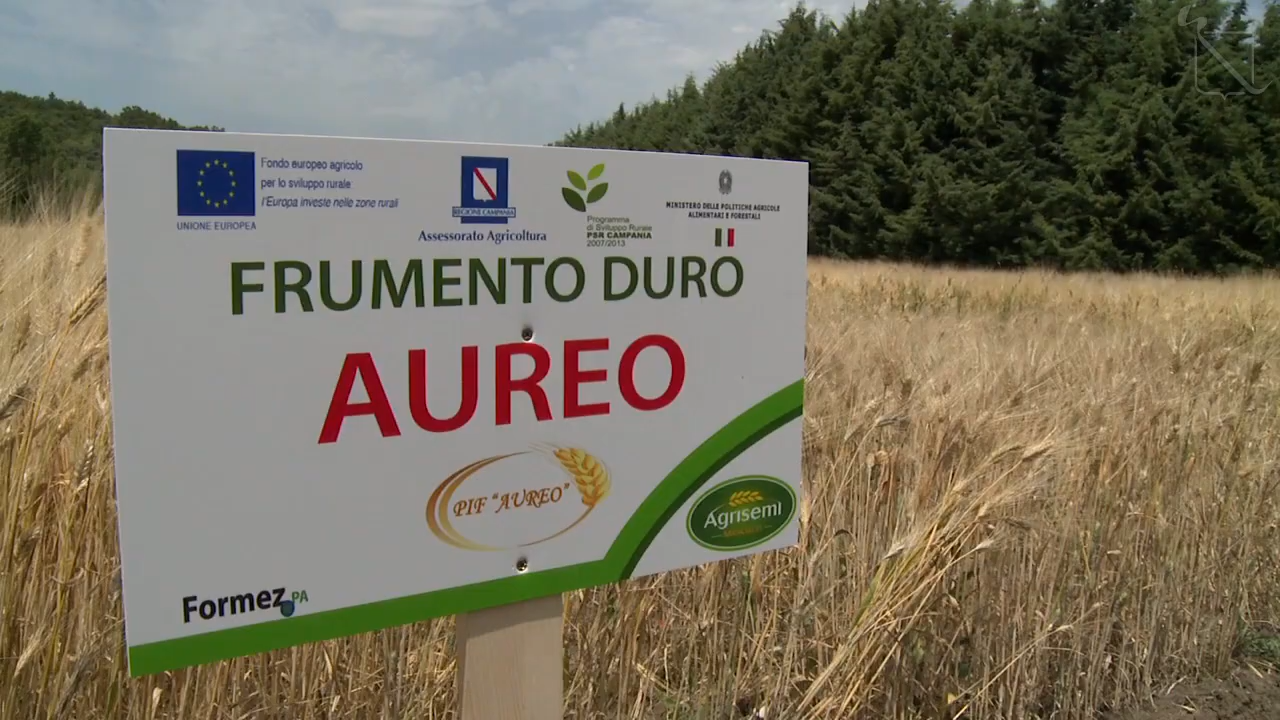 Fondo europeo agricolo
per lo sviluppo rurale:
l'Europa investe nelle zone rurali
UNIONE EUROPEA
REGIONE CAMPANIA
Assessorato Agricoltura
Programma
di Sviluppo Rurale
PSR CAMPANIA
2007/2013
MINISTERO DELLE POLITICHE AGRICOLE
ALIMENTARI E FORESTALI
FRUMENTO DURO
AUREO
PIF "AUREO"
Agrisemi
Formez PA